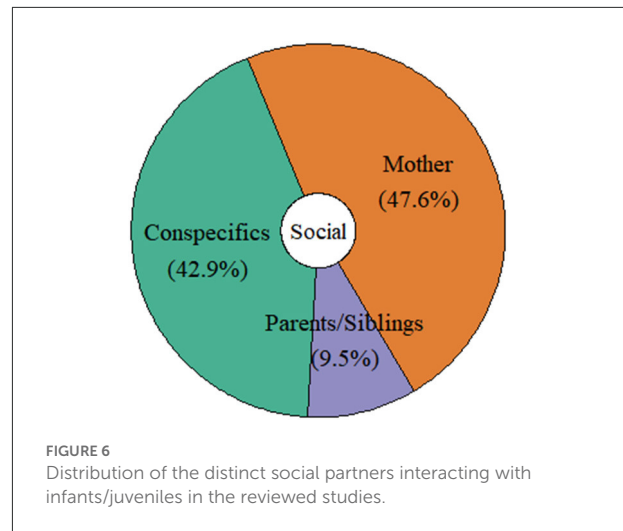 Mother
(47.6%)
Conspecifics
(42.9%)
Social
Parents/Siblings
(9.5%)
FIGURE 6
Distribution of the distinct social partners interacting with
infants/juveniles in the reviewed studies.